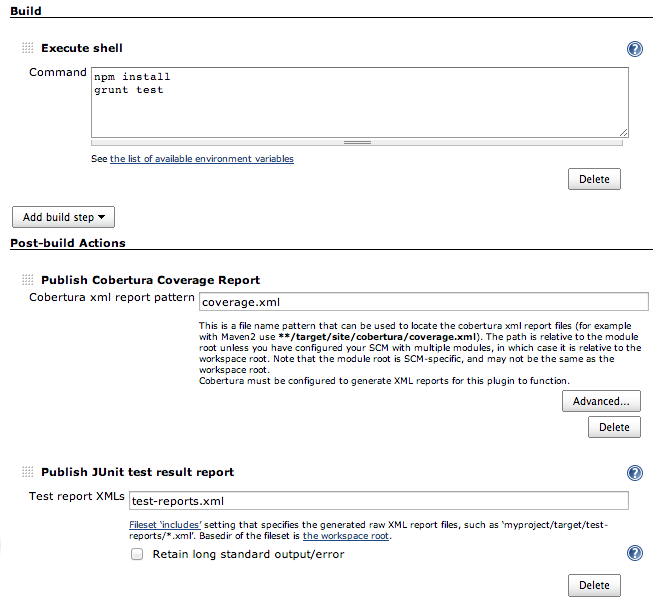 Build
Execute shell
Command
npm install
grunt test
See the list of available environment variables
Delete
Add build step
Post-build Actions
Publish Cobertura Coverage Report
Cobertura xml report pattern
coverage.xml
This is a file name pattern that can be used to locate the cobertura xml report files (for example
with Maven2 use **/target/site/cobertura/coverage.xml). The path is relative to the module
root unless you have configured your SCM with multiple modules, in which case it is relative to the
workspace root. Note that the module root is SCM-specific, and may not be the same as the
workspace root.
Cobertura must be configured to generate XML reports for this plugin to function.
Advanced...
Delete
Publish JUnit test result report
Test report XMLs
test-reports.xml
Fileset ‘includes’ setting that specifies the generated raw XML report files, such as ‘myproject/target/test-
reports/*.xml’. Basedir of the fileset is the workspace root.
Retain long standard output/error
Delete